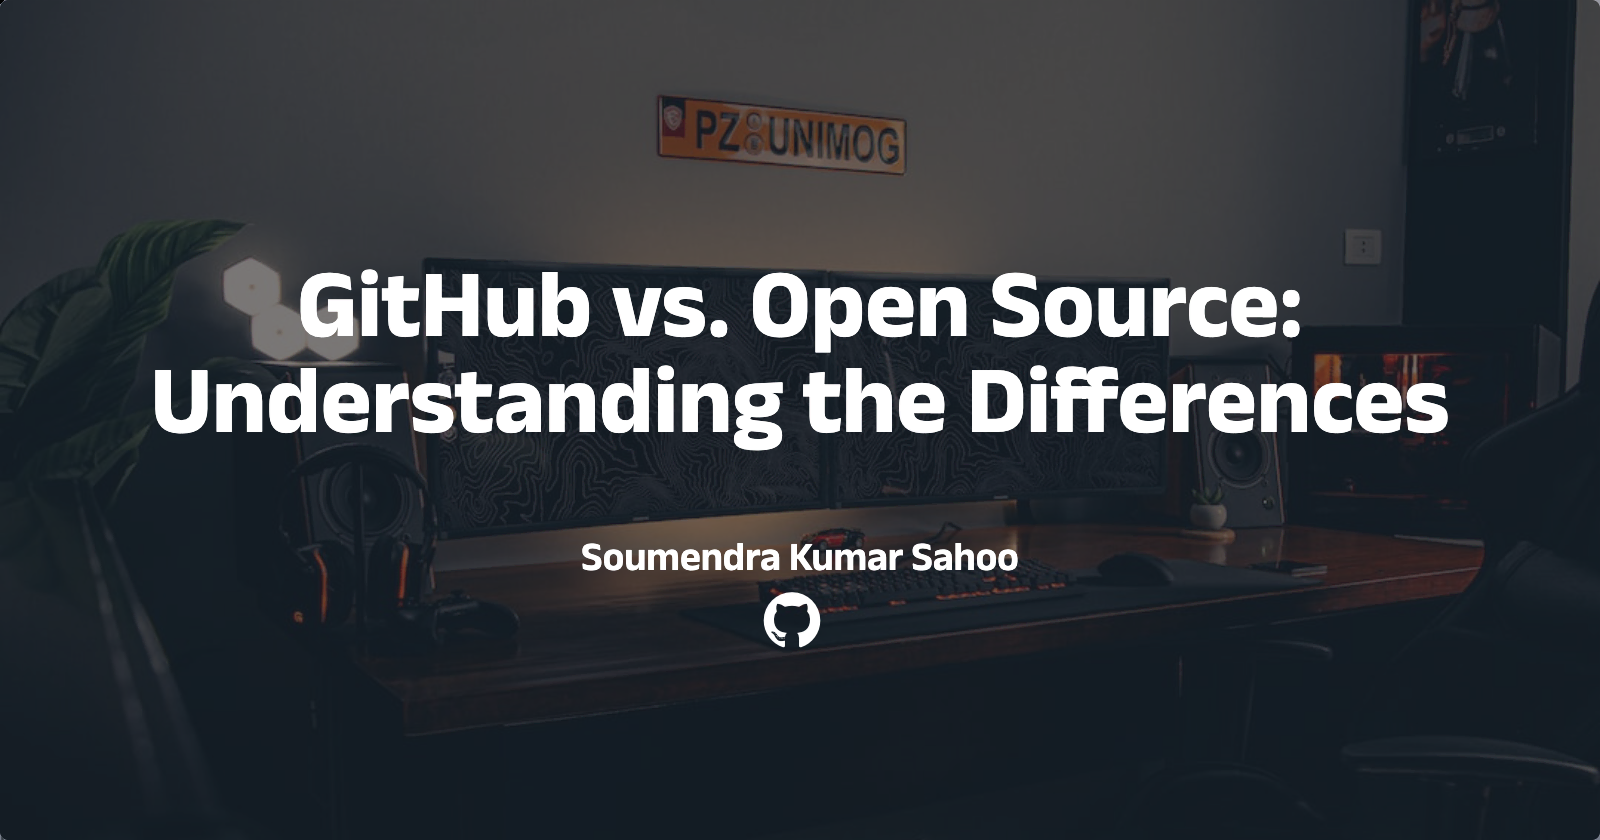 PZ UNIMOG
GitHub vs. Open Source:
Understanding the Differences
Soumendra Kumar Sahoo